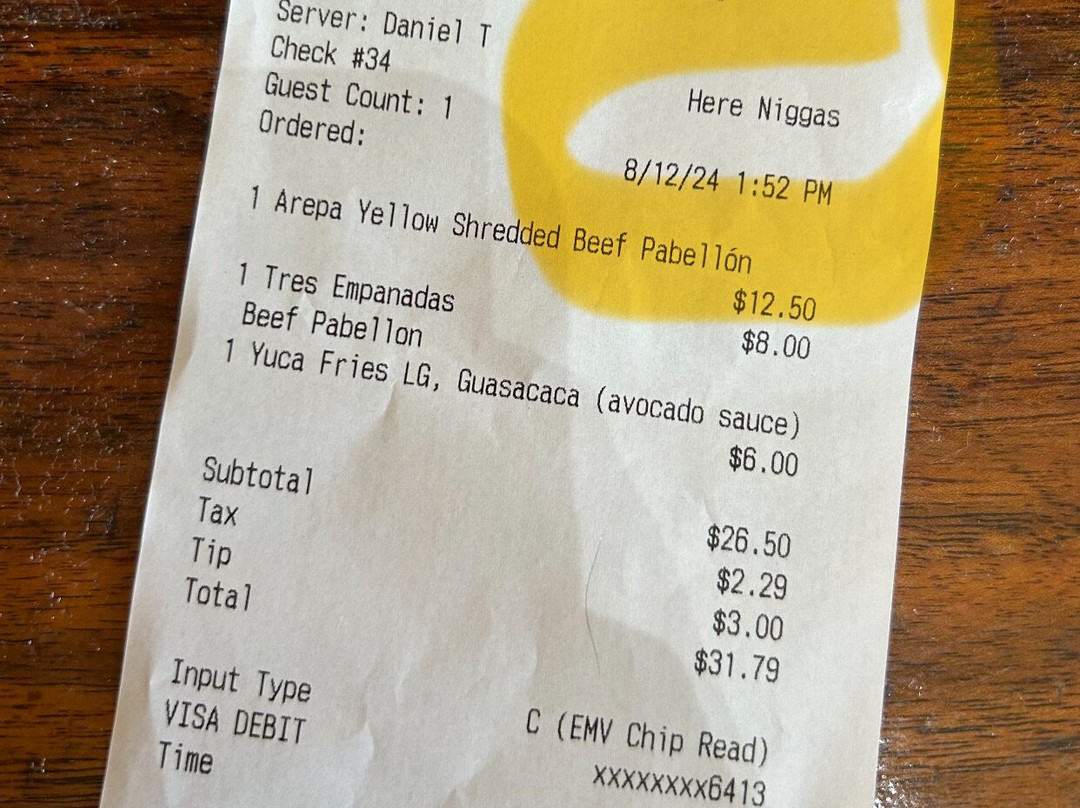 Server: Daniel T
Check #34
Guest Count: 1
Here Niggas
Ordered:
8/12/24 1:52 PM
1 Arepa Yellow Shredded Beef Pabellón
$12.50
1 Tres Empanadas
$8.00
Beef Pabellon
1 Yuca Fries LG, Guasacaca (avocado sauce)
$6.00
Subtotal
$26.50
Tax
$2.29
Tip
$3.00
Total
$31.79
Input Type
C (EMV Chip Read)
VISA DEBIT
xxxxxxxx6413
Time